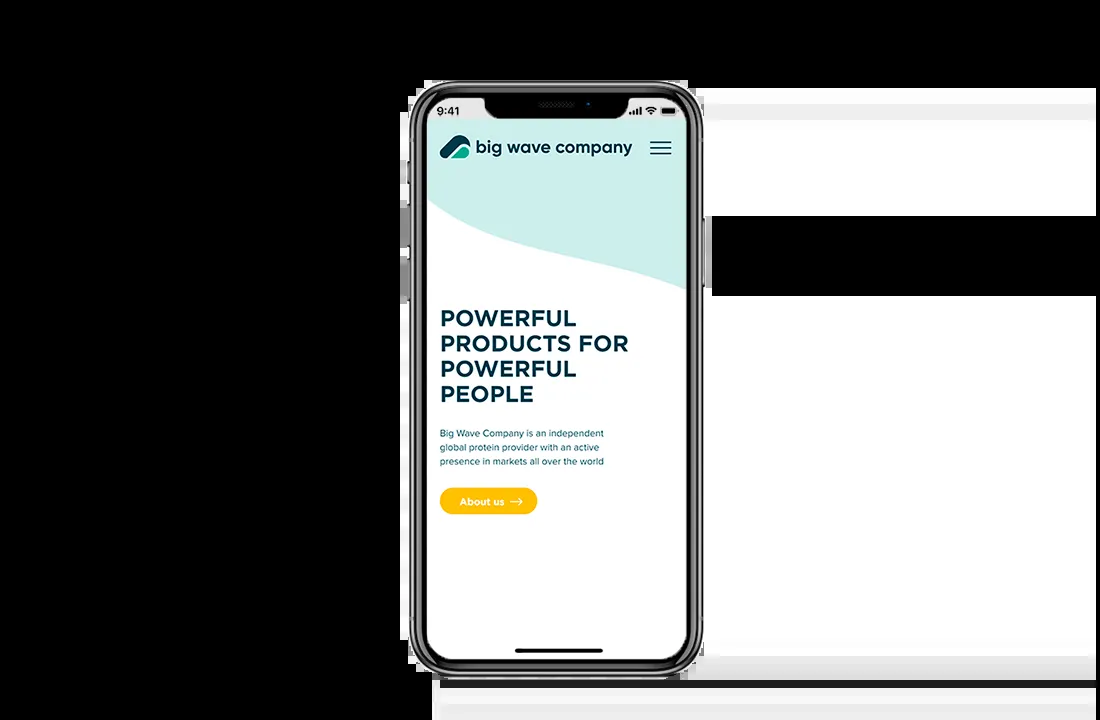 9:41
big wave company
POWERFUL
PRODUCTS FOR
POWERFUL
PEOPLE
Big Wave Company is an independent
global protein provider with an active
presence in markets all over the world
About us →